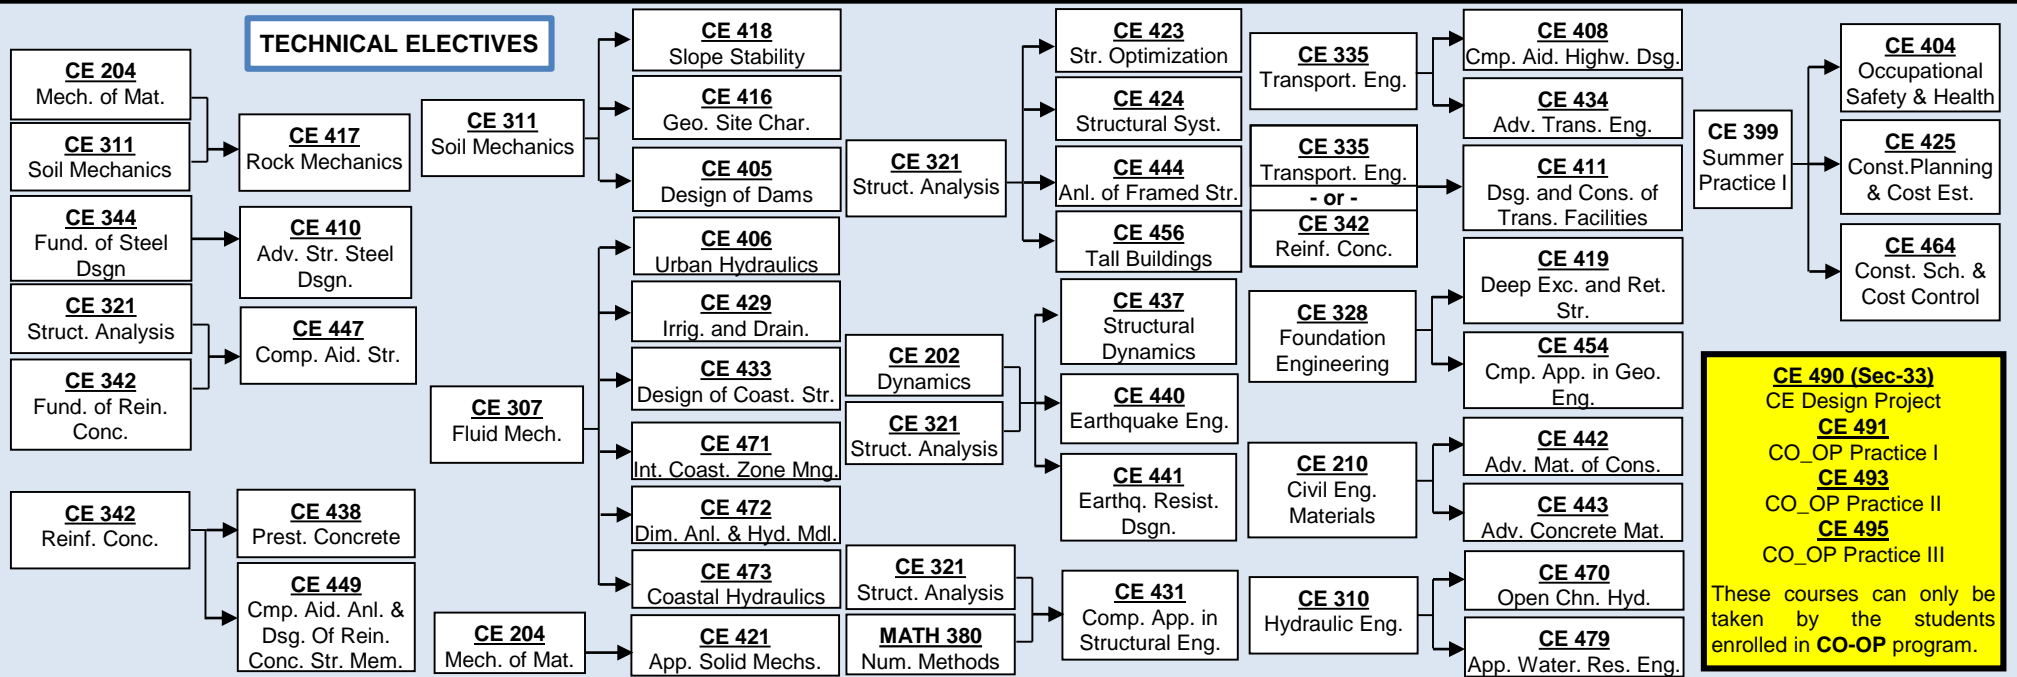 TECHNICAL ELECTIVES
CE 204
Mech. of Mat.
CE 311
Soil Mechanics
CE 417
Rock Mechanics
CE 344
Fund. of Steel
Dsgn
CE 410
Adv. Str. Steel
Dsgn.
CE 321
Struct. Analysis
CE 342
Fund. of Rein.
Conc.
CE 447
Comp. Aid. Str.
CE 342
Reinf. Conc.
CE 438
Prest. Concrete
CE 449
Cmp. Aid. Anl. &
Dsg. Of Rein.
Conc. Str. Mem.
CE 311
Soil Mechanics
CE 418
Slope Stability
CE 416
Geo. Site Char.
CE 405
Design of Dams
CE 307
Fluid Mech.
CE 406
Urban Hydraulics
CE 429
Irrig. and Drain.
CE 433
Design of Coast. Str.
CE 471
Int. Coast. Zone Mng.
CE 472
Dim. Anl. & Hyd. Mdl.
CE 473
Coastal Hydraulics
CE 204
Mech. of Mat.
CE 421
App. Solid Mechs.
CE 321
Struct. Analysis
CE 423
Str. Optimization
CE 424
Structural Syst.
CE 444
Anl. of Framed Str.
CE 456
Tall Buildings
CE 202
Dynamics
CE 321
Struct. Analysis
CE 437
Structural
Dynamics
CE 440
Earthquake Eng.
CE 441
Earthq. Resist.
Dsgn.
CE 321
Struct. Analysis
MATH 380
Num. Methods
CE 431
Comp. App. in
Structural Eng.
CE 335
Transport. Eng.
CE 408
Cmp. Aid. Highw. Dsg.
CE 434
Adv. Trans. Eng.
CE 335
Transport. Eng.
- or -
CE 342
Reinf. Conc.
CE 411
Dsg. and Cons. of
Trans. Facilities
CE 328
Foundation
Engineering
CE 419
Deep Exc. and Ret.
Str.
CE 454
Cmp. App. in Geo.
Eng.
CE 210
Civil Eng.
Materials
CE 442
Adv. Mat. of Cons.
CE 443
Adv. Concrete Mat.
CE 310
Hydraulic Eng.
CE 470
Open Chn. Hyd.
CE 479
App. Water. Res. Eng.
CE 399
Summer
Practice I
CE 404
Occupational
Safety & Health
CE 425
Const.Planning
& Cost Est.
CE 464
Const. Sch. &
Cost Control
CE 490 (Sec-33)
CE Design Project
CE 491
CO_OP Practice I
CE 493
CO_OP Practice II
CE 495
CO_OP Practice III
These courses can only be
taken by the students
enrolled in CO-OP program.